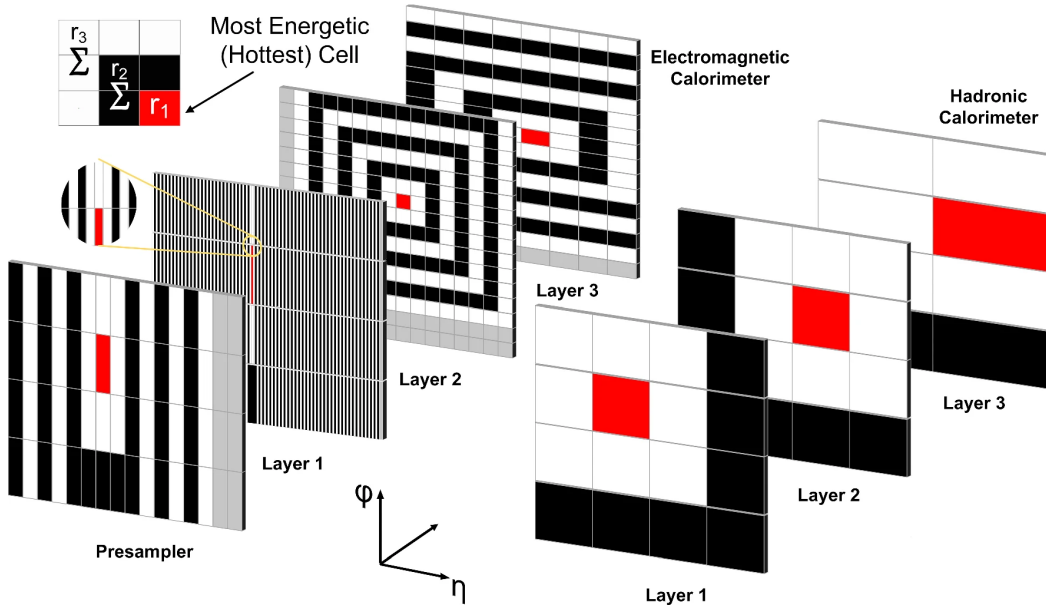 r3
Σ
r2
Σ
r1
Most Energetic
(Hottest) Cell
Electromagnetic
Calorimeter
Hadronic
Calorimeter
Layer 3
Layer 2
Layer 1
Presampler
Layer 3
Layer 2
Layer 1
φ
η